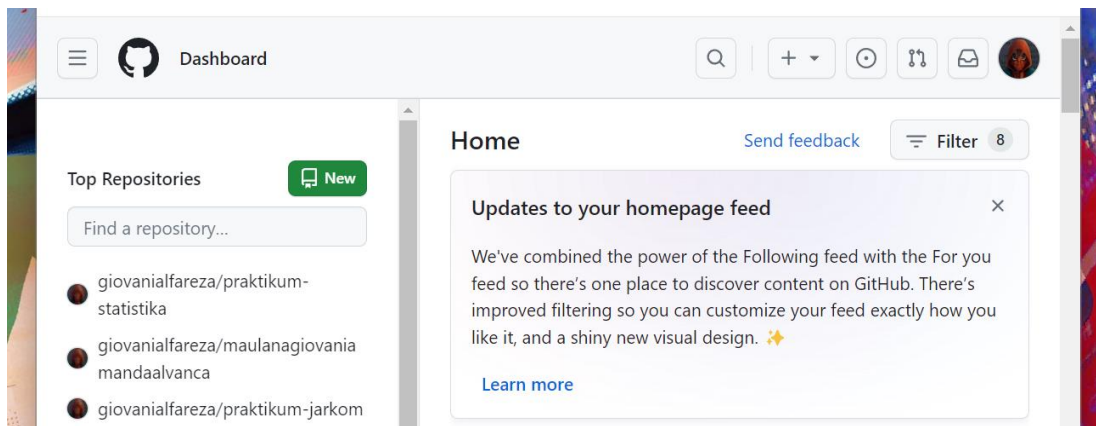 Dashboard
Top Repositories
New
Find a repository...
giovanialfareza/praktikum-
statistika
giovanialfareza/maulanagiovania
mandaalvanca
giovanialfareza/praktikum-jarkom
Home
Send feedback
Filter 8
Updates to your homepage feed
We've combined the power of the Following feed with the For you
feed so there's one place to discover content on GitHub. There's
improved filtering so you can customize your feed exactly how you
like it, and a shiny new visual design. ✨
Learn more